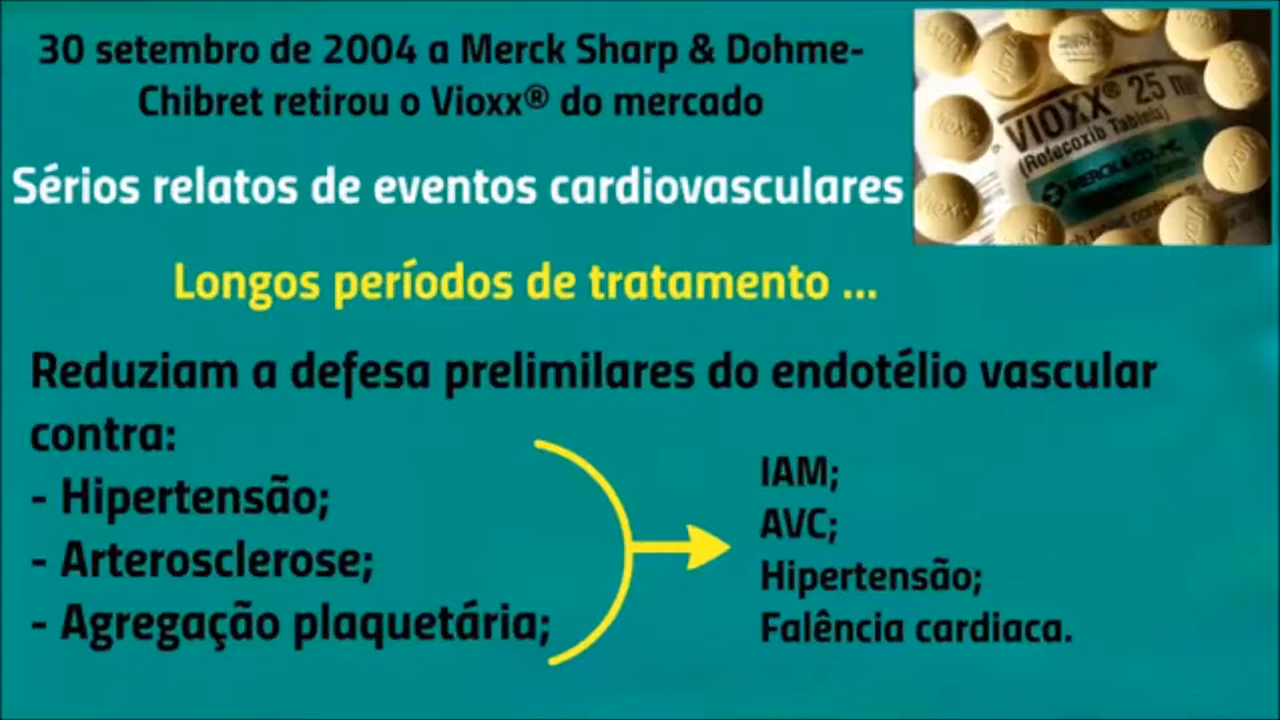 30 setembro de 2004 a Merck Sharp & Dohme-
Chibret retirou o Vioxx® do mercado
Sérios relatos de eventos cardiovasculares
Longos períodos de tratamento ...
Reduziam a defesa prelimilares do endotélio vascular
contra:
- Hipertensão;
- Arterosclerose;
- Agregação plaquetária;
IAM;
AVC;
Hipertensão;
Falência cardiaca.
VIOXX® 25
(Rofecoxib Tablets)
MERCK & CO., INC.